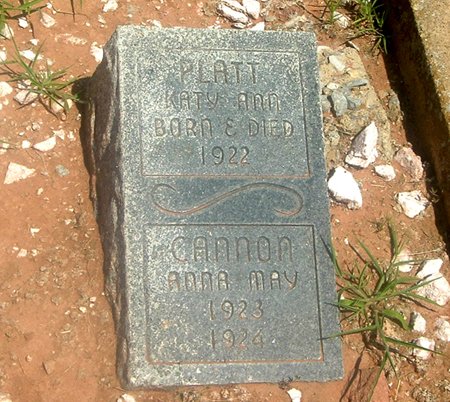 PLATT
KATY ANN
BORN & DIED
1922
CANNON
ANNA MAY
1923
1924